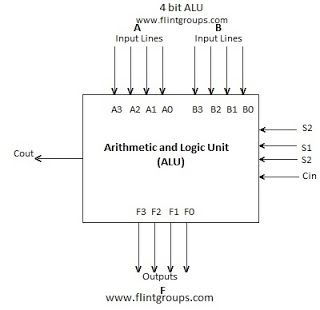 4 bit ALU
www.flintgroups.com
A B
Input Lines Input Lines
A3 A2 A1 A0 B3 B2 B1 B0
S2
Cout Arithmetic and Logic Unit S1
(ALU) S2
Cin
F3 F2 F1 F0
Outputs
F
www.flintgroups.com